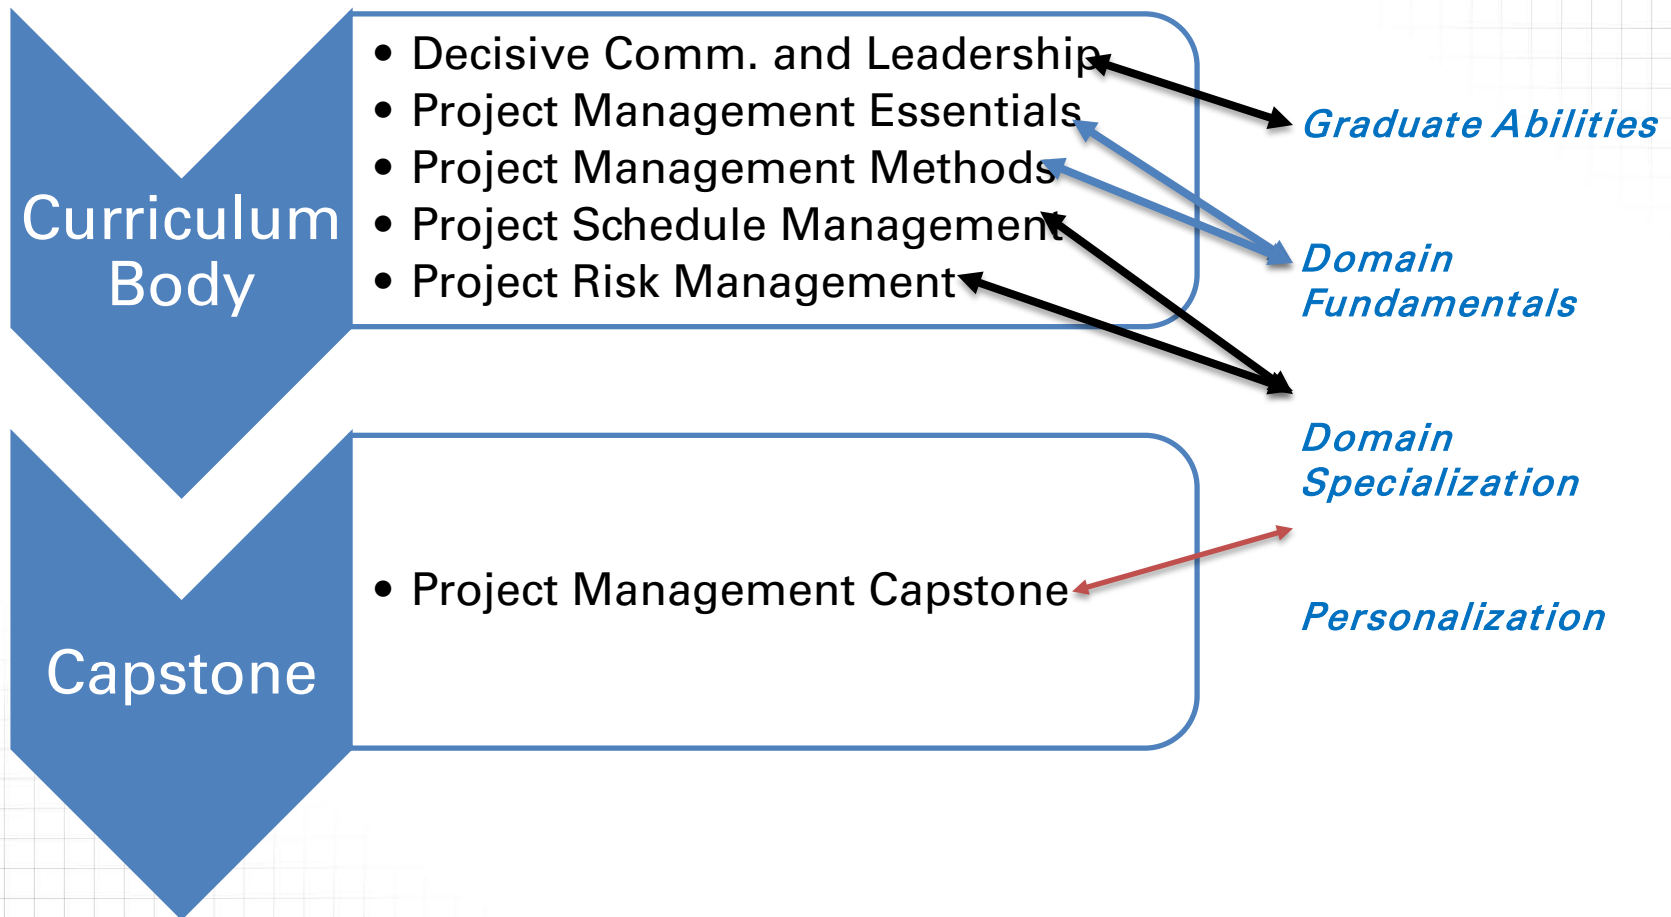 Curriculum
Body
• Decisive Comm. and Leadership
• Project Management Essentials
• Project Management Methods
• Project Schedule Management
• Project Risk Management
Graduate Abilities
Domain
Fundamentals
Domain
Specialization
Capstone
• Project Management Capstone
Personalization